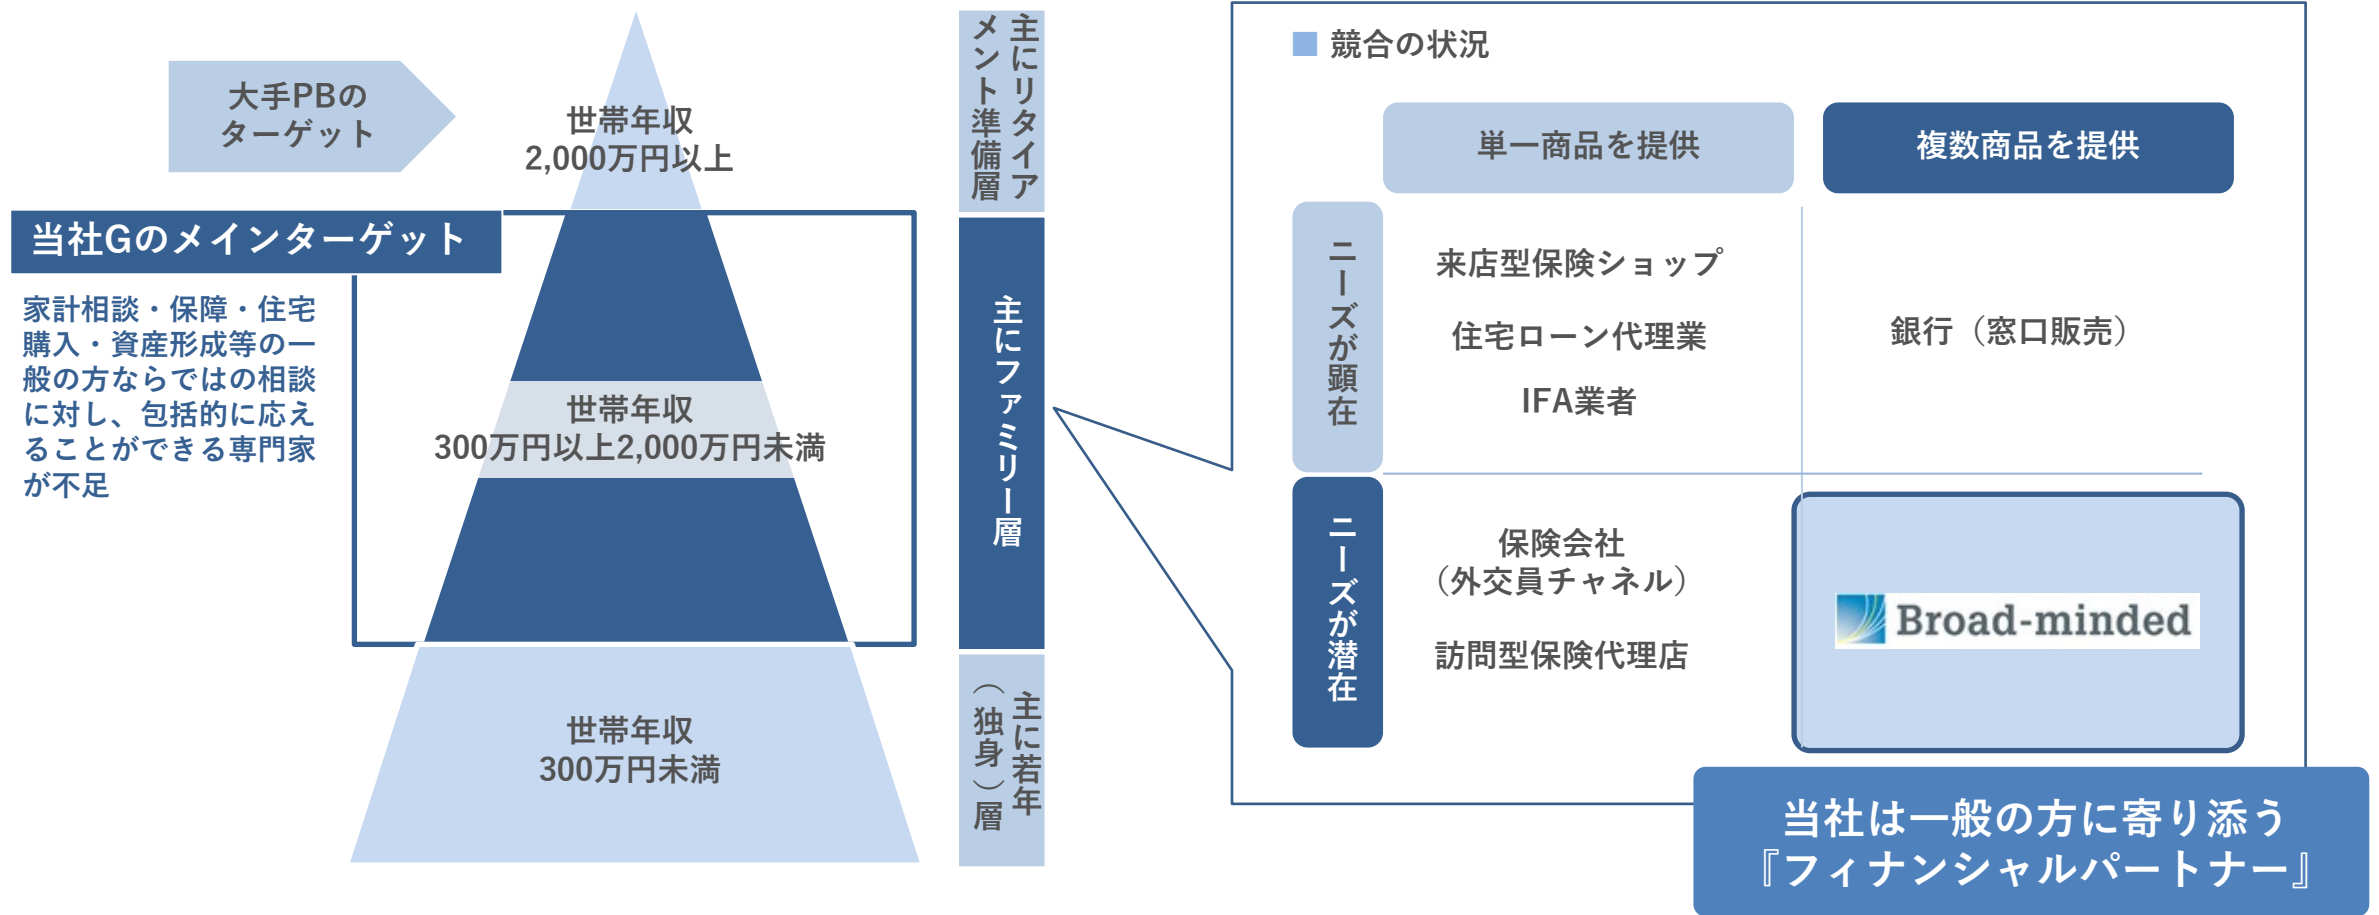 大手PBの
ターゲット
世帯年収
2,000万円以上
当社Gのメインターゲット
家計相談・保障・住宅
購入・資産形成等の一
般の方ならではの相談
に対し、包括的に応え
ることができる専門家
が不足
世帯年収
300万円以上2,000万円未満
世帯年収
300万円未満
主にリタイア
メント準備層
主にファミリー層
主に若年
（独身）層
競合の状況
単一商品を提供
複数商品を提供
ニーズが顕在
来店型保険ショップ
住宅ローン代理業
IFA業者
銀行（窓口販売）
ニーズが潜在
保険会社
（外交員チャネル）
訪問型保険代理店
Broad-minded
当社は一般の方に寄り添う
『フィナンシャルパートナー』